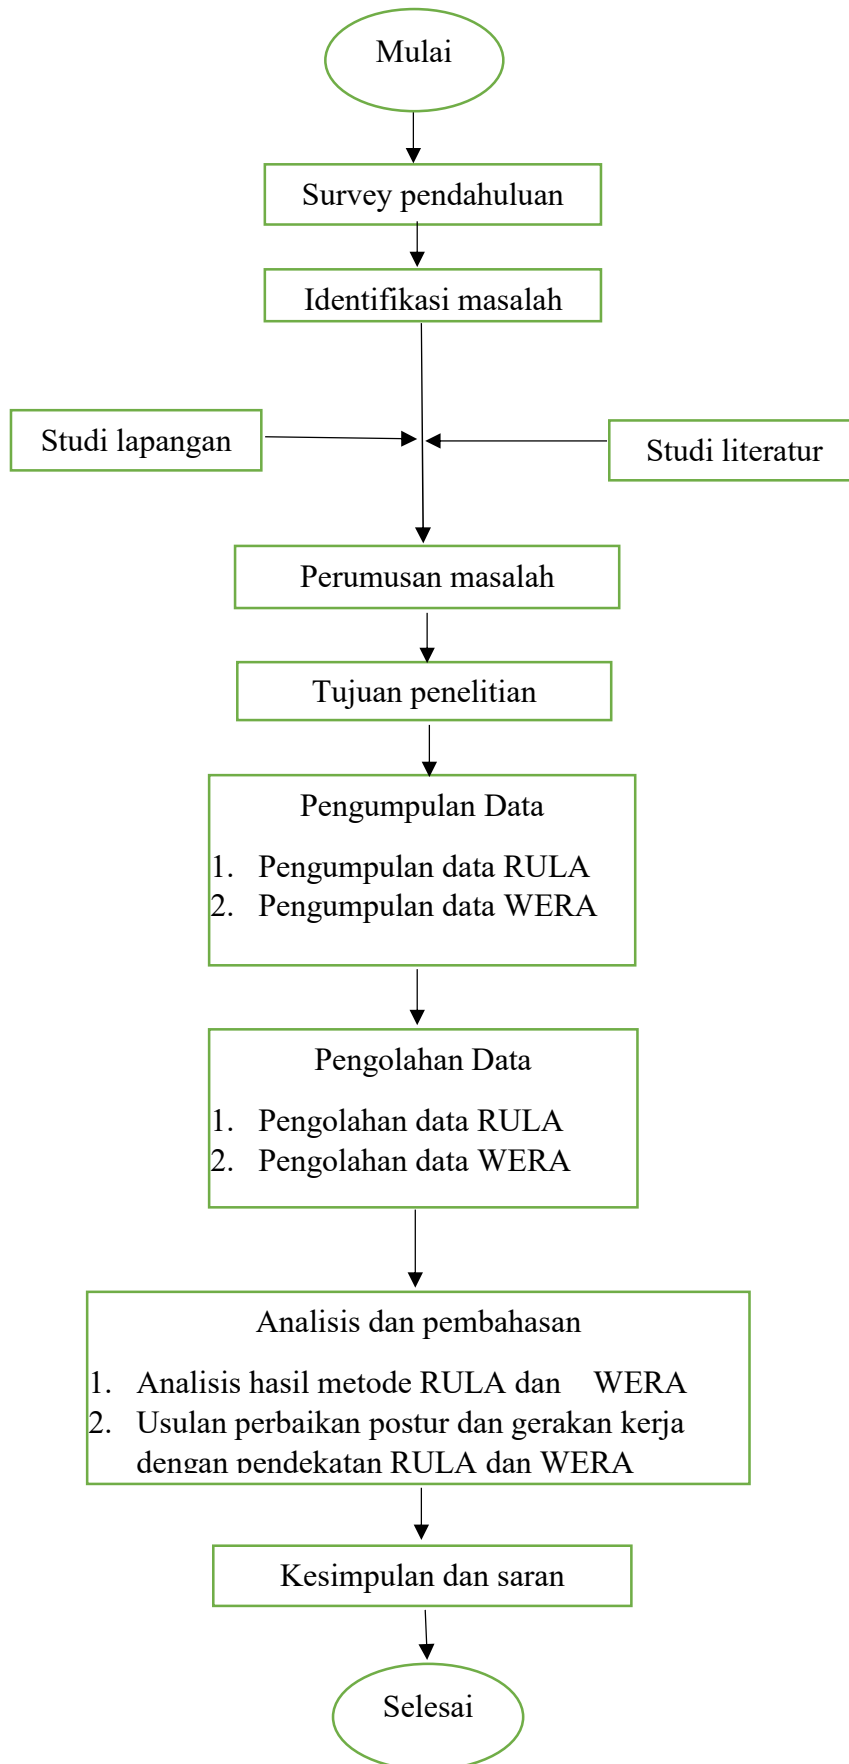 Mulai
Survey pendahuluan
Identifikasi masalah
Studi lapangan
Studi literatur
Perumusan masalah
Tujuan penelitian
Pengumpulan Data
1. Pengumpulan data RULA
2. Pengumpulan data WERA
Pengolahan Data
1. Pengolahan data RULA
2. Pengolahan data WERA
Analisis dan pembahasan
1. Analisis hasil metode RULA dan WERA
2. Usulan perbaikan postur dan gerakan kerja
dengan pendekatan RULA dan WERA
Kesimpulan dan saran
Selesai